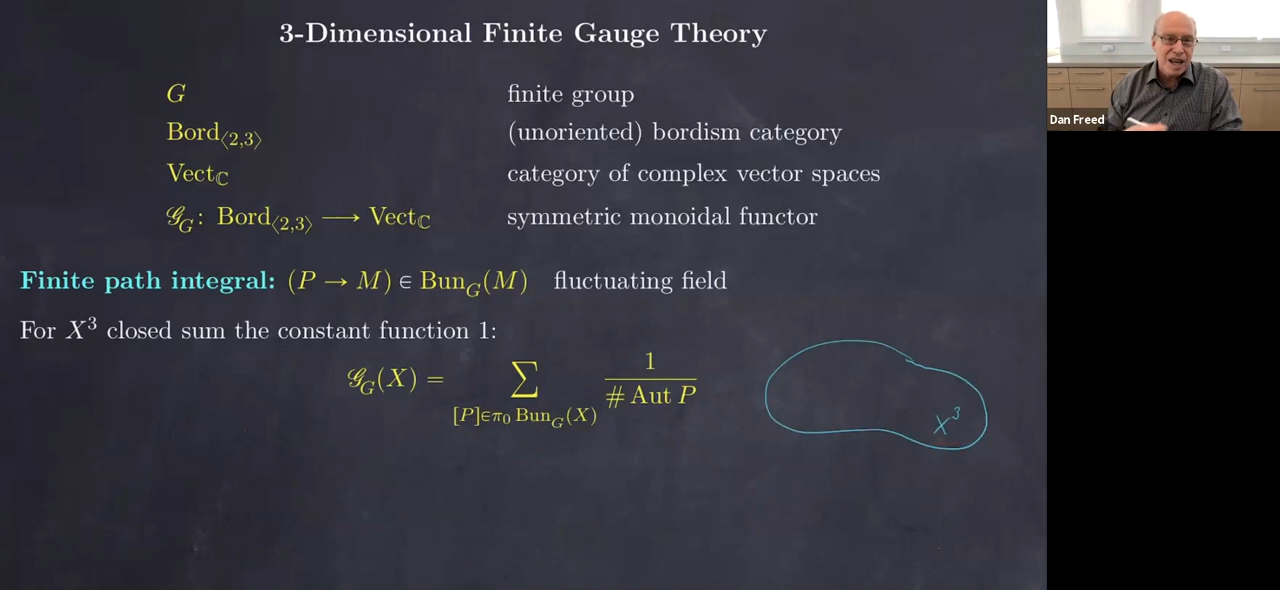 3-Dimensional Finite Gauge Theory
G finite group
Bord⟨2,3⟩ (unoriented) bordism category
Vect_ℂ category of complex vector spaces
𝒢_G : Bord⟨2,3⟩ ⟶ Vect_ℂ symmetric monoidal functor
Finite path integral: (P → M) ∈ Bun_G(M) fluctuating field
For X³ closed sum the constant function 1:
𝒢_G(X) = ∑_{[P]∈π₀ Bun_G(X)} 1 / # Aut P
X³
Dan Freed